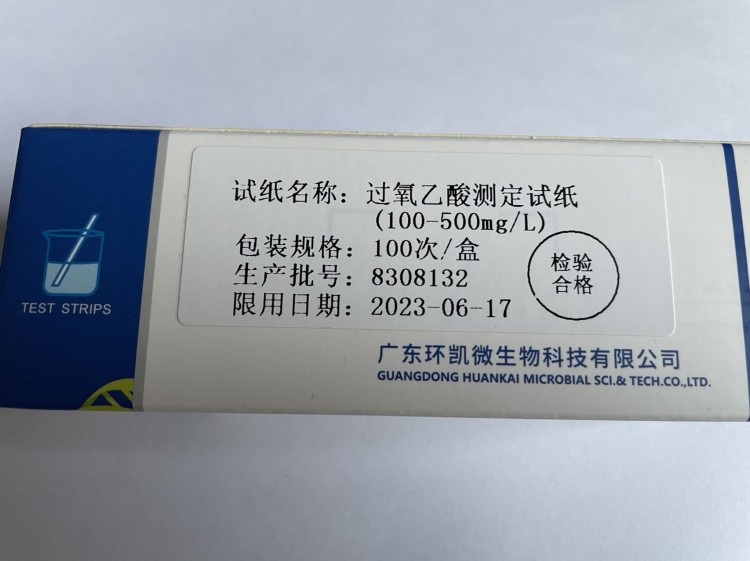 试纸名称：过氧乙酸测定试纸
(100-500mg/L)
包装规格：100次/盒
生产批号：8308132
限用日期：2023-06-17
检验
合格
TEST STRIPS
广东环凯微生物科技有限公司
GUANGDONG HUANKAI MICROBIAL SCI.& TECH.CO.,LTD.